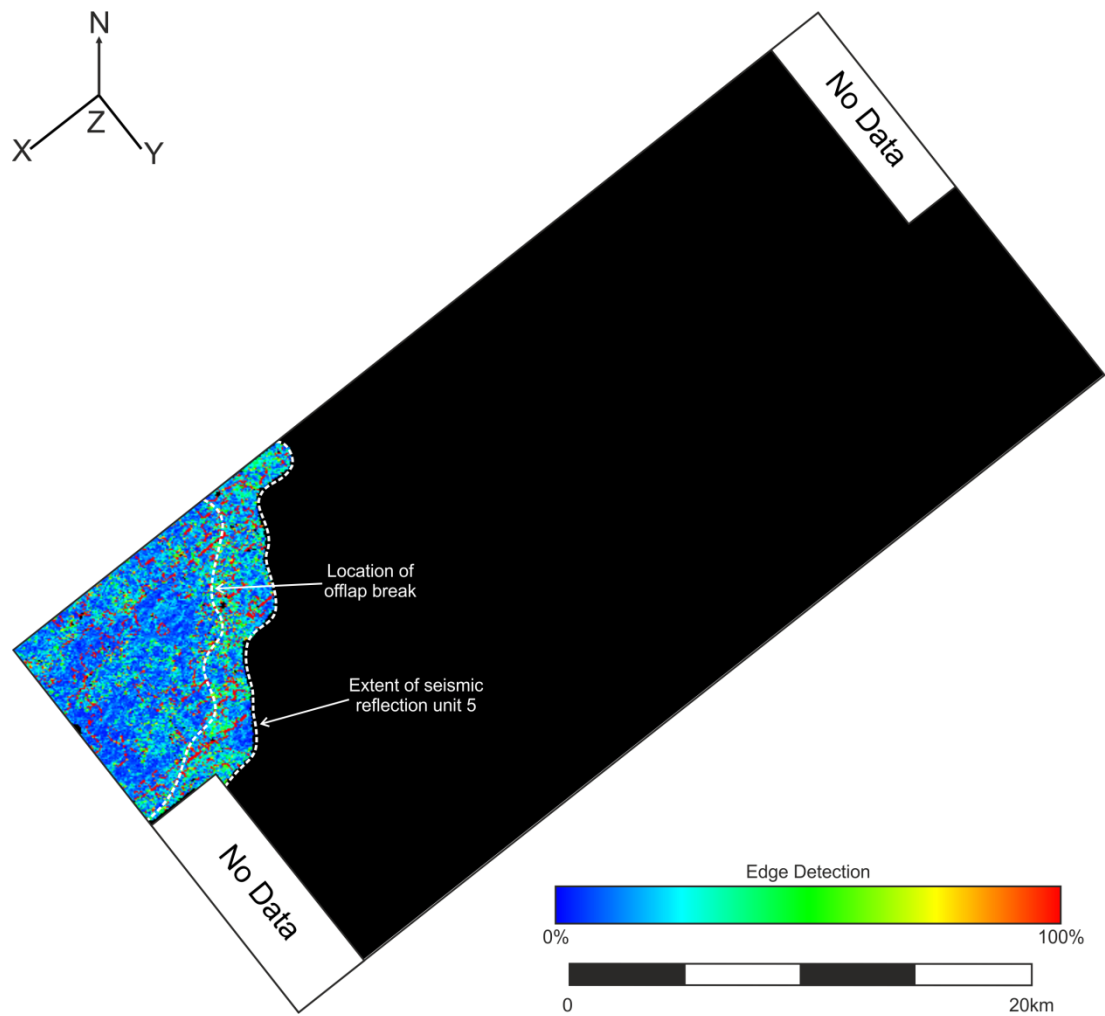 N
Z
X
Y
No Data
Location of
offlap break
Extent of seismic
reflection unit 5
No Data
Edge Detection
0%
100%
0
20km